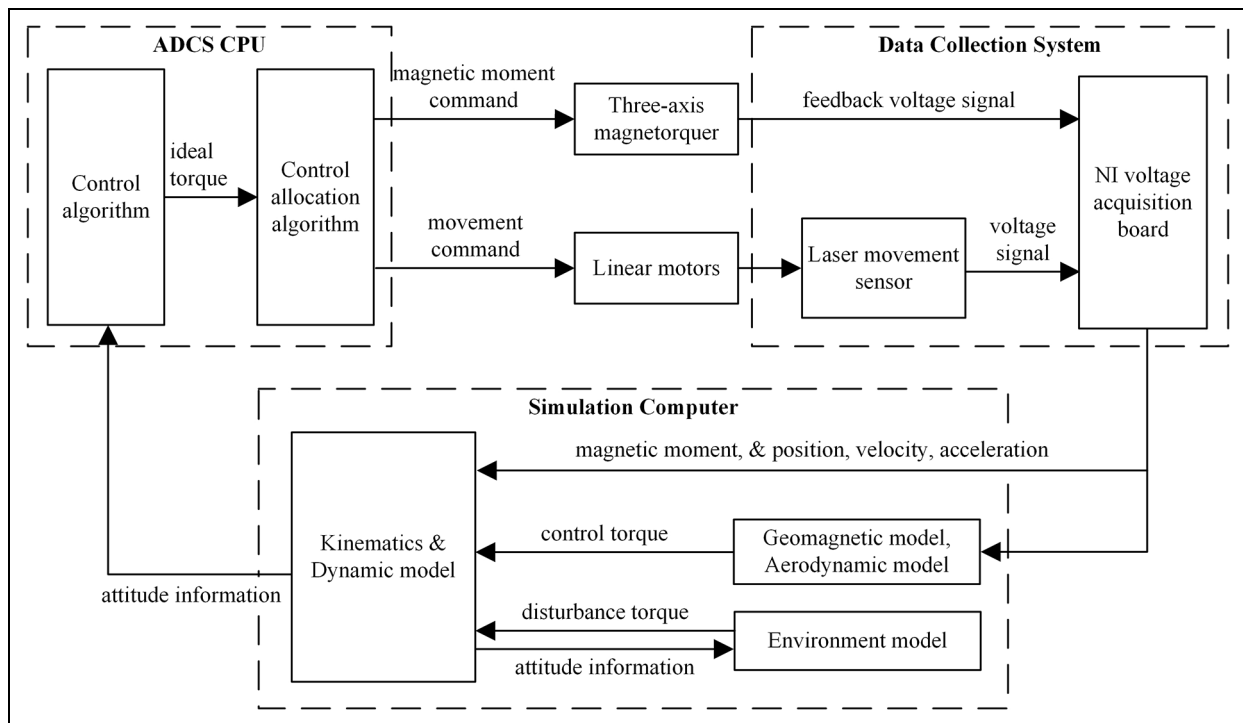 ADCS CPU
Data Collection System
magnetic moment
command
Three-axis
magnetorquer
feedback voltage signal
Control
algorithm
ideal
torque
Control
allocation
algorithm
NI voltage
acquisition
board
movement
command
Linear motors
Laser movement
sensor
voltage
signal
Simulation Computer
magnetic moment, & position, velocity, acceleration
Kinematics &
Dynamic model
control torque
Geomagnetic model,
Aerodynamic model
attitude information
disturbance torque
attitude information
Environment model